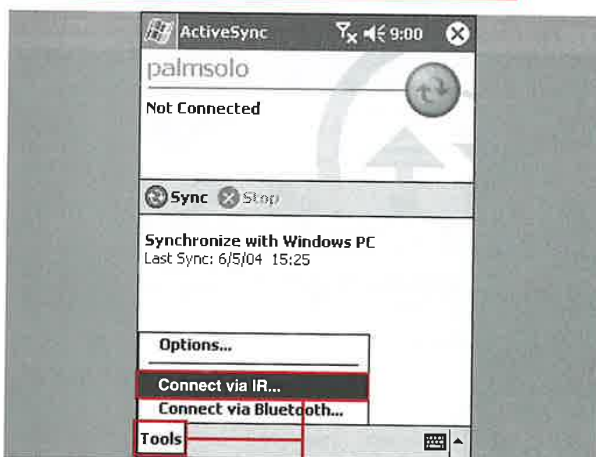 ActiveSync 9:00
palmsolo
Not Connected
Sync Stop
Synchronize with Windows PC
Last Sync: 6/5/04 15:25
Options...
Connect via IR...
Connect via Bluetooth...
Tools